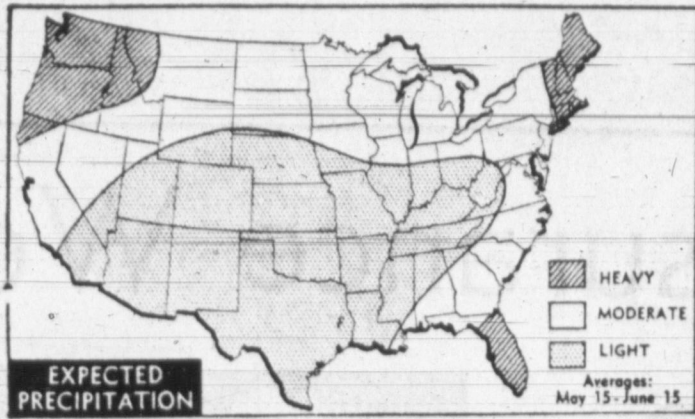 HEAVY
MODERATE
LIGHT
Averages:
May 15 - June 15
EXPECTED
PRECIPITATION